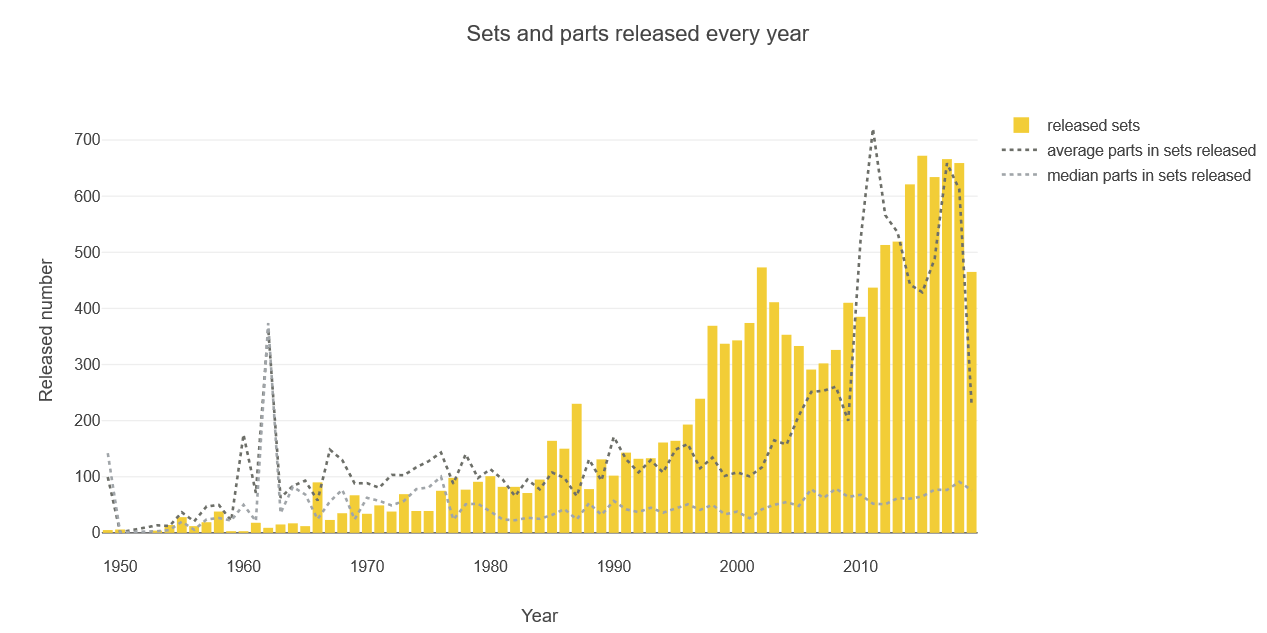 Sets and parts released every year
released sets
average parts in sets released
median parts in sets released
Released number
700
600
500
400
300
200
100
0
1950 1960 1970 1980 1990 2000 2010
Year